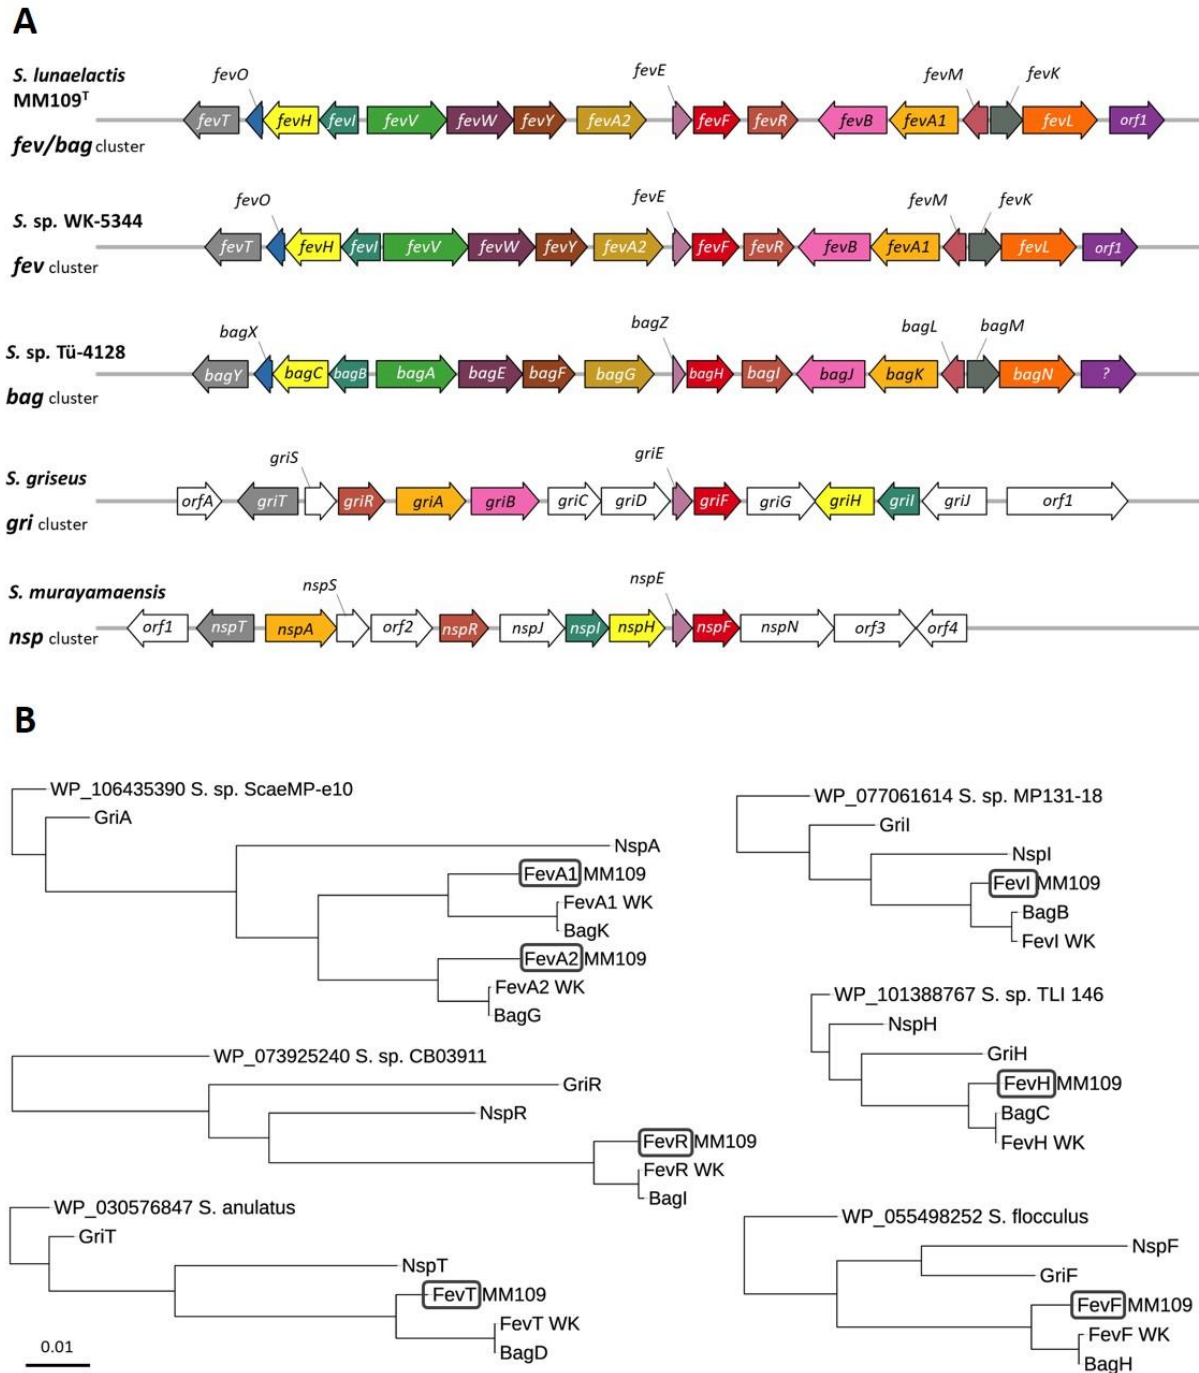 A
S. lunaelactis
MM109T
fev/bag cluster
fevO
fevE
fevM
fevK
fevT
fevH
fevI
fevV
fevW
fevY
fevA2
fevF
fevR
fevB
fevA1
fevL
orf1
S. sp. WK-5344
fev cluster
fevO
fevE
fevM
fevK
fevT
fevH
fevI
fevV
fevW
fevY
fevA2
fevF
fevR
fevB
fevA1
fevL
orf1
S. sp. Tü-4128
bag cluster
bagX
bagZ
bagL
bagM
bagY
bagC
bagB
bagA
bagE
bagF
bagG
bagH
bagI
bagJ
bagK
bagN
?
S. griseus
gri cluster
griS
griE
orfA
griT
griR
griA
griB
griC
griD
griF
griG
griH
griI
griJ
orf1
S. murayamaensis
nsp cluster
nspS
nspE
orf1
nspT
nspA
orf2
nspR
nspJ
nspI
nspH
nspF
nspN
orf3
orf4
B
WP_106435390 S. sp. ScaeMP-e10
GriA
NspA
FevA1 MM109
FevA1 WK
BagK
FevA2 MM109
FevA2 WK
BagG
WP_073925240 S. sp. CB03911
GriR
NspR
FevR MM109
FevR WK
BagI
WP_030576847 S. anulatus
GriT
NspT
FevT MM109
FevT WK
BagD
0.01
WP_077061614 S. sp. MP131-18
GriI
NspI
FevI MM109
BagB
FevI WK
WP_101388767 S. sp. TLI 146
NspH
GriH
FevH MM109
BagC
FevH WK
WP_055498252 S. flocculus
NspF
GriF
FevF MM109
FevF WK
BagH